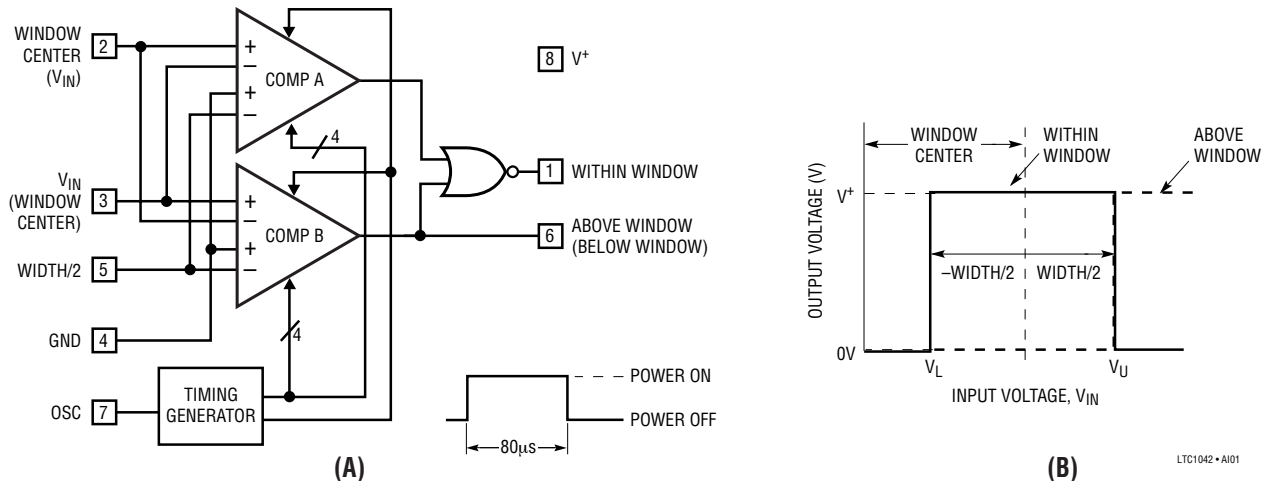 WINDOW
CENTER
(VIN)
2
+
−
+
−
COMP A
8
V+
4
1
WITHIN WINDOW
VIN
(WINDOW
CENTER)
3
+
−
+
−
COMP B
6
ABOVE WINDOW
(BELOW WINDOW)
WIDTH/2
5
GND
4
4
OSC
7
TIMING
GENERATOR
POWER ON
POWER OFF
80µs
(A)
OUTPUT VOLTAGE (V)
V+
0V
WINDOW
CENTER
WITHIN
WINDOW
ABOVE
WINDOW
–WIDTH/2
WIDTH/2
VL
VU
INPUT VOLTAGE, VIN
(B)
LTC1042 • AI01